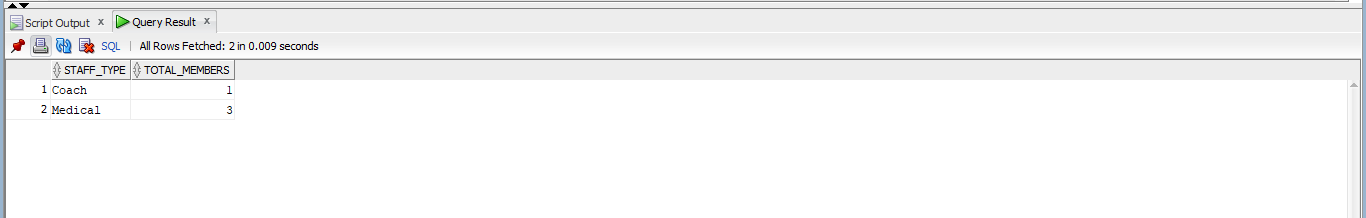 Script Output x Query Result x
SQL | All Rows Fetched: 2 in 0.009 seconds
STAFF_TYPE TOTAL_MEMBERS
1 Coach 1
2 Medical 3